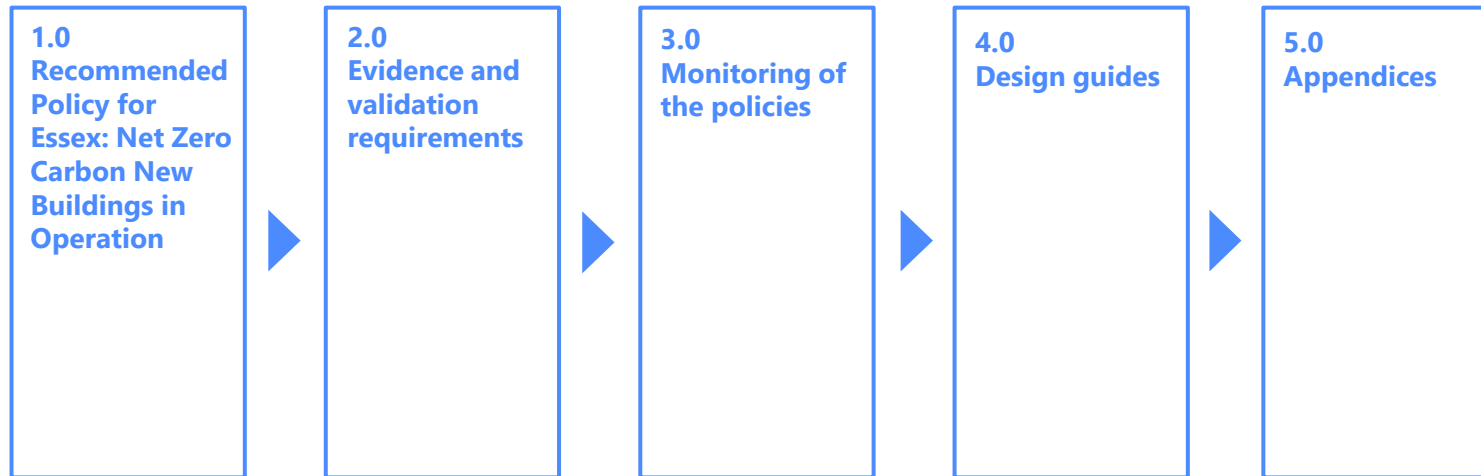 1.0
Recommended
Policy for
Essex: Net Zero
Carbon New
Buildings in
Operation
2.0
Evidence and
validation
requirements
3.0
Monitoring of
the policies
4.0
Design guides
5.0
Appendices